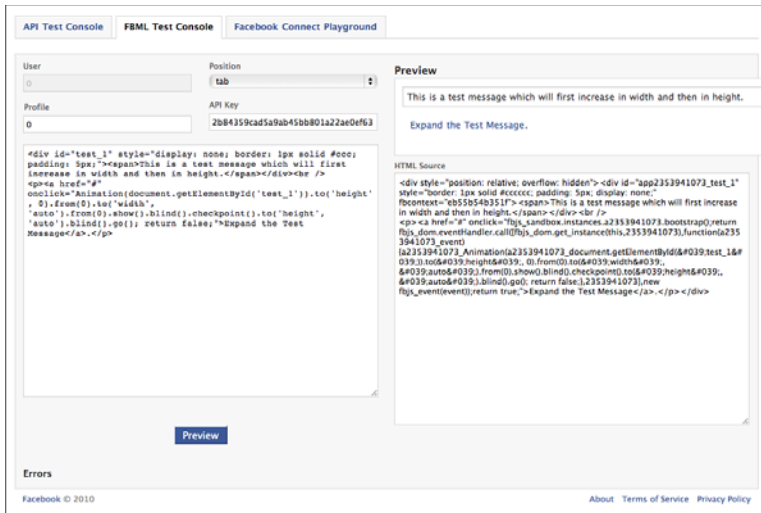 API Test Console
FBML Test Console
Facebook Connect Playground
User
0
Position
tab
Profile
0
API Key
2b84359cad5a9ab45bb801a22ae0ef63
<div id="test_1" style="display: none; border: 1px solid #ccc;
padding: 5px;"><span>This is a test message which will first
increase in width and then in height.</span></div><br />
<p><a href="#"
onclick="Animation(document.getElementById('test_1')).to('height'
, 0).from(0).to('width',
'auto').from(0).show().blind().checkpoint().to('height',
'auto').blind().go(); return false;">Expand the Test
Message</a>.</p>
Preview
Errors
Preview
This is a test message which will first increase in width and then in height.
Expand the Test Message.
HTML Source
<div style="position: relative; overflow: hidden"><div id="app2353941073_test_1"
style="border: 1px solid #cccccc; padding: 5px; display: none;"
fbcontext="eb55b54b351f"><span>This is a test message which will first increase
in width and then in height.</span></div><br />
<p><a href="#" onclick="fbjs_sandbox.instances.a2353941073.bootstrap();return
fbjs_dom.eventHandler.call([fbjs_dom.get_instance(this,2353941073),function(a235
3941073_event)
{a2353941073_Animation(a2353941073_document.getElementById(&#039;test_1&#
039;)).to(&#039;height&#039;, 0).from(0).to(&#039;width&#039;,
&#039;auto&#039;).from(0).show().blind().checkpoint().to(&#039;height&#039;,
&#039;auto&#039;).blind().go(); return false;},2353941073],new
fbjs_event(event));return true;">Expand the Test Message</a>.</p></div>
Facebook © 2010
About Terms of Service Privacy Policy